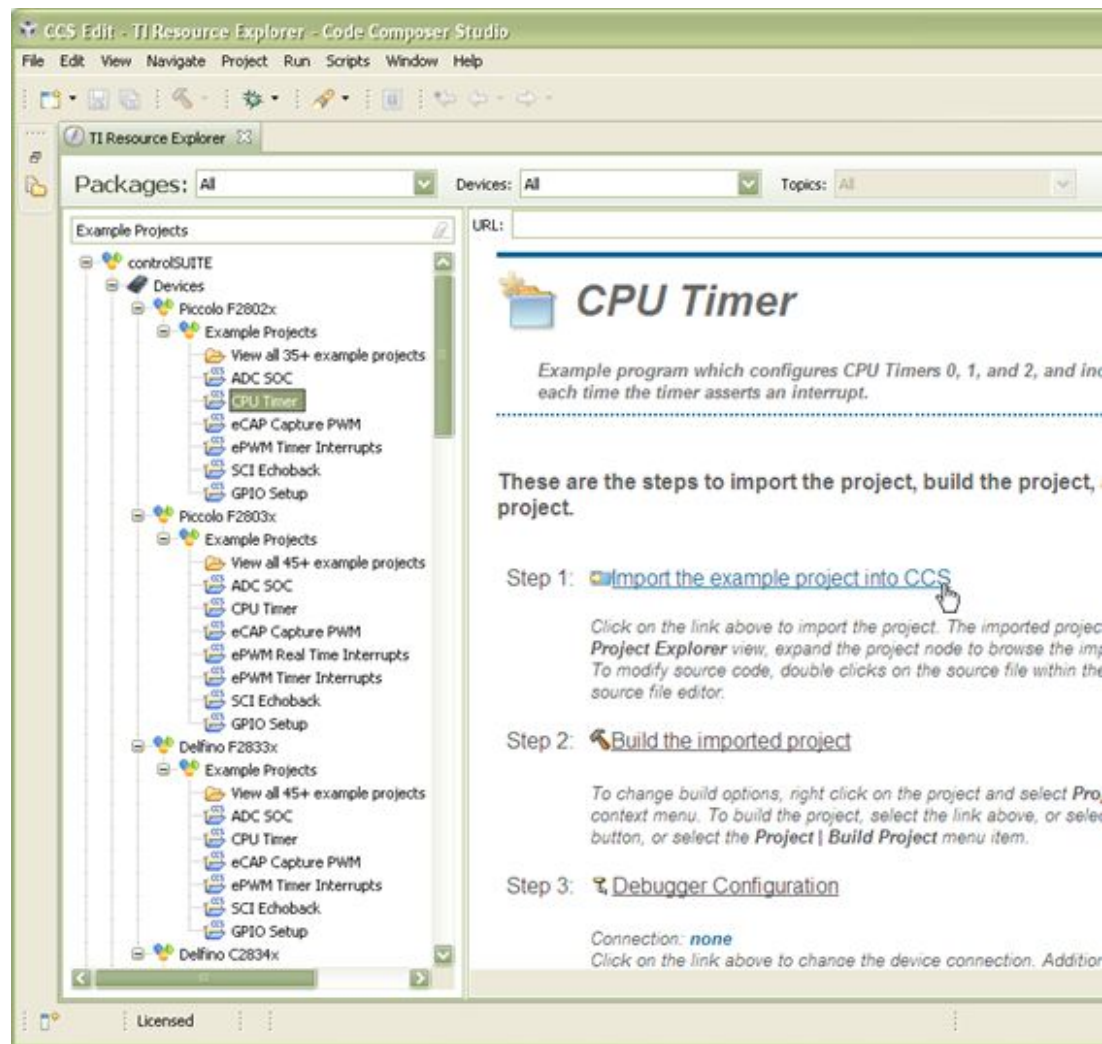 CCS Edit - TI Resource Explorer - Code Composer Studio
File Edit View Navigate Project Run Scripts Window Help
TI Resource Explorer
Packages: All Devices: All Topics: All
Example Projects
URL:
controlSUITE
Devices
Piccolo F2802x
Example Projects
View all 35+ example projects
ADC SOC
CPU Timer
eCAP Capture PWM
ePWM Timer Interrupts
SCI Echoback
GPIO Setup
Piccolo F2803x
Example Projects
View all 45+ example projects
ADC SOC
CPU Timer
eCAP Capture PWM
ePWM Real Time Interrupts
ePWM Timer Interrupts
SCI Echoback
GPIO Setup
Delfino F2833x
Example Projects
View all 45+ example projects
ADC SOC
CPU Timer
eCAP Capture PWM
ePWM Timer Interrupts
SCI Echoback
GPIO Setup
Delfino C2834x
CPU Timer
Example program which configures CPU Timers 0, 1, and 2, and inc
each time the timer asserts an interrupt.
These are the steps to import the project, build the project,
project.
Step 1: Import the example project into CCS
Click on the link above to import the project. The imported projec
Project Explorer view, expand the project node to browse the imp
To modify source code, double clicks on the source file within the
source file editor.
Step 2: Build the imported project
To change build options, right click on the project and select Proj
context menu. To build the project, select the link above, or selec
button, or select the Project | Build Project menu item.
Step 3: Debugger Configuration
Connection: none
Click on the link above to change the device connection. Addition
Licensed